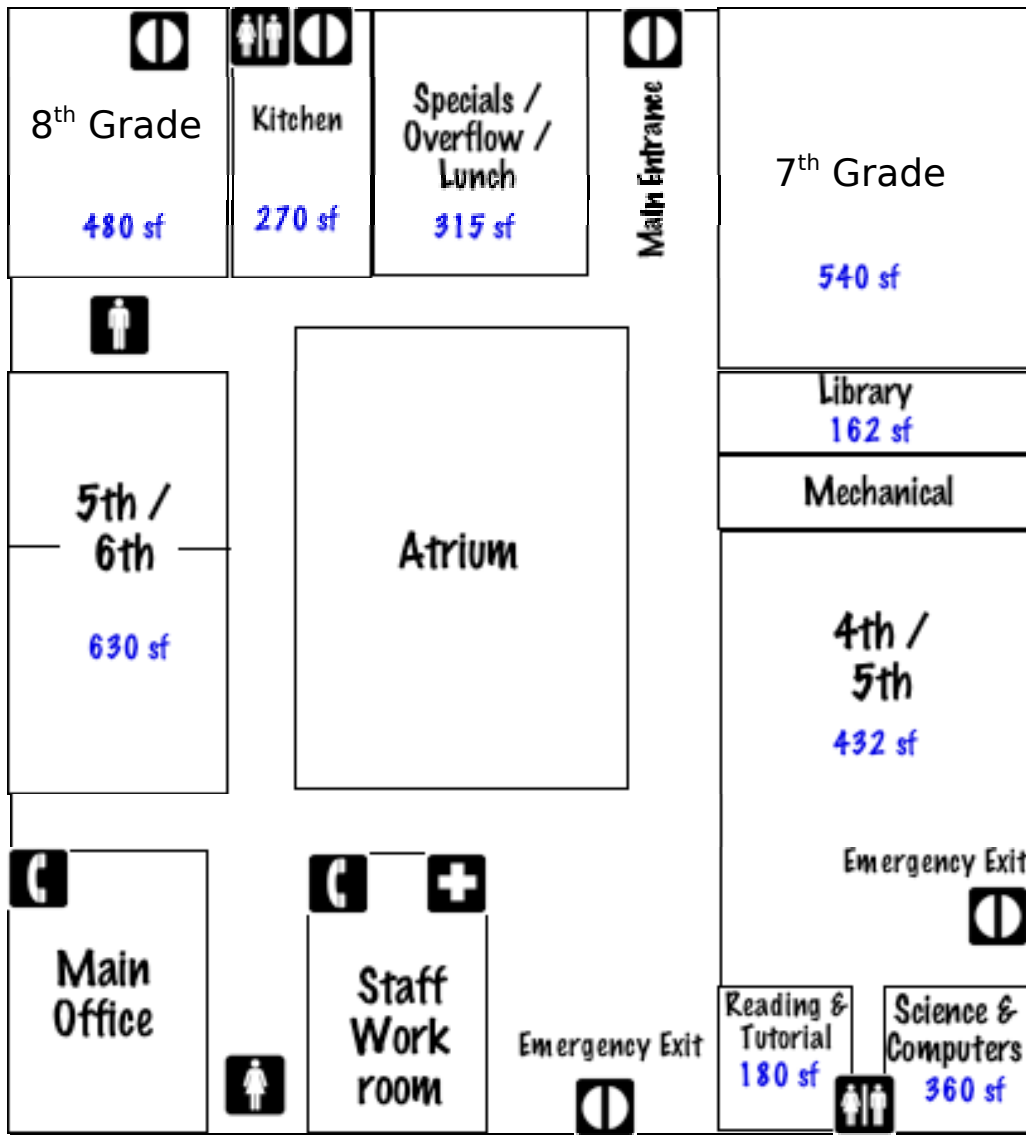 8th Grade
480 sf
Kitchen
270 sf
Specials /
Overflow /
Lunch
315 sf
Main Entrance
7th Grade
540 sf
Library
162 sf
Mechanical
5th /
6th
630 sf
Atrium
4th /
5th
432 sf
Emergency Exit
Main
Office
Staff
Work
room
Emergency Exit
Reading &
Tutorial
180 sf
Science &
Computers
360 sf